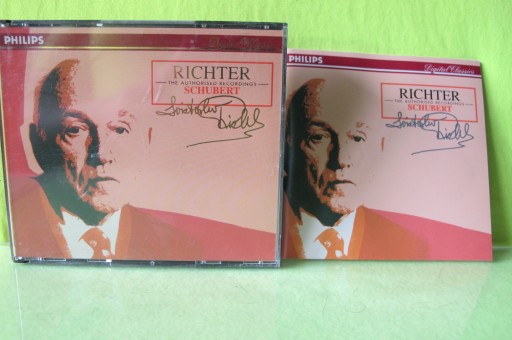 PHILIPS
RICHTER
THE AUTHORISED RECORDINGS
SCHUBERT
PHILIPS
Digital Classics
RICHTER
THE AUTHORISED RECORDINGS
SCHUBERT